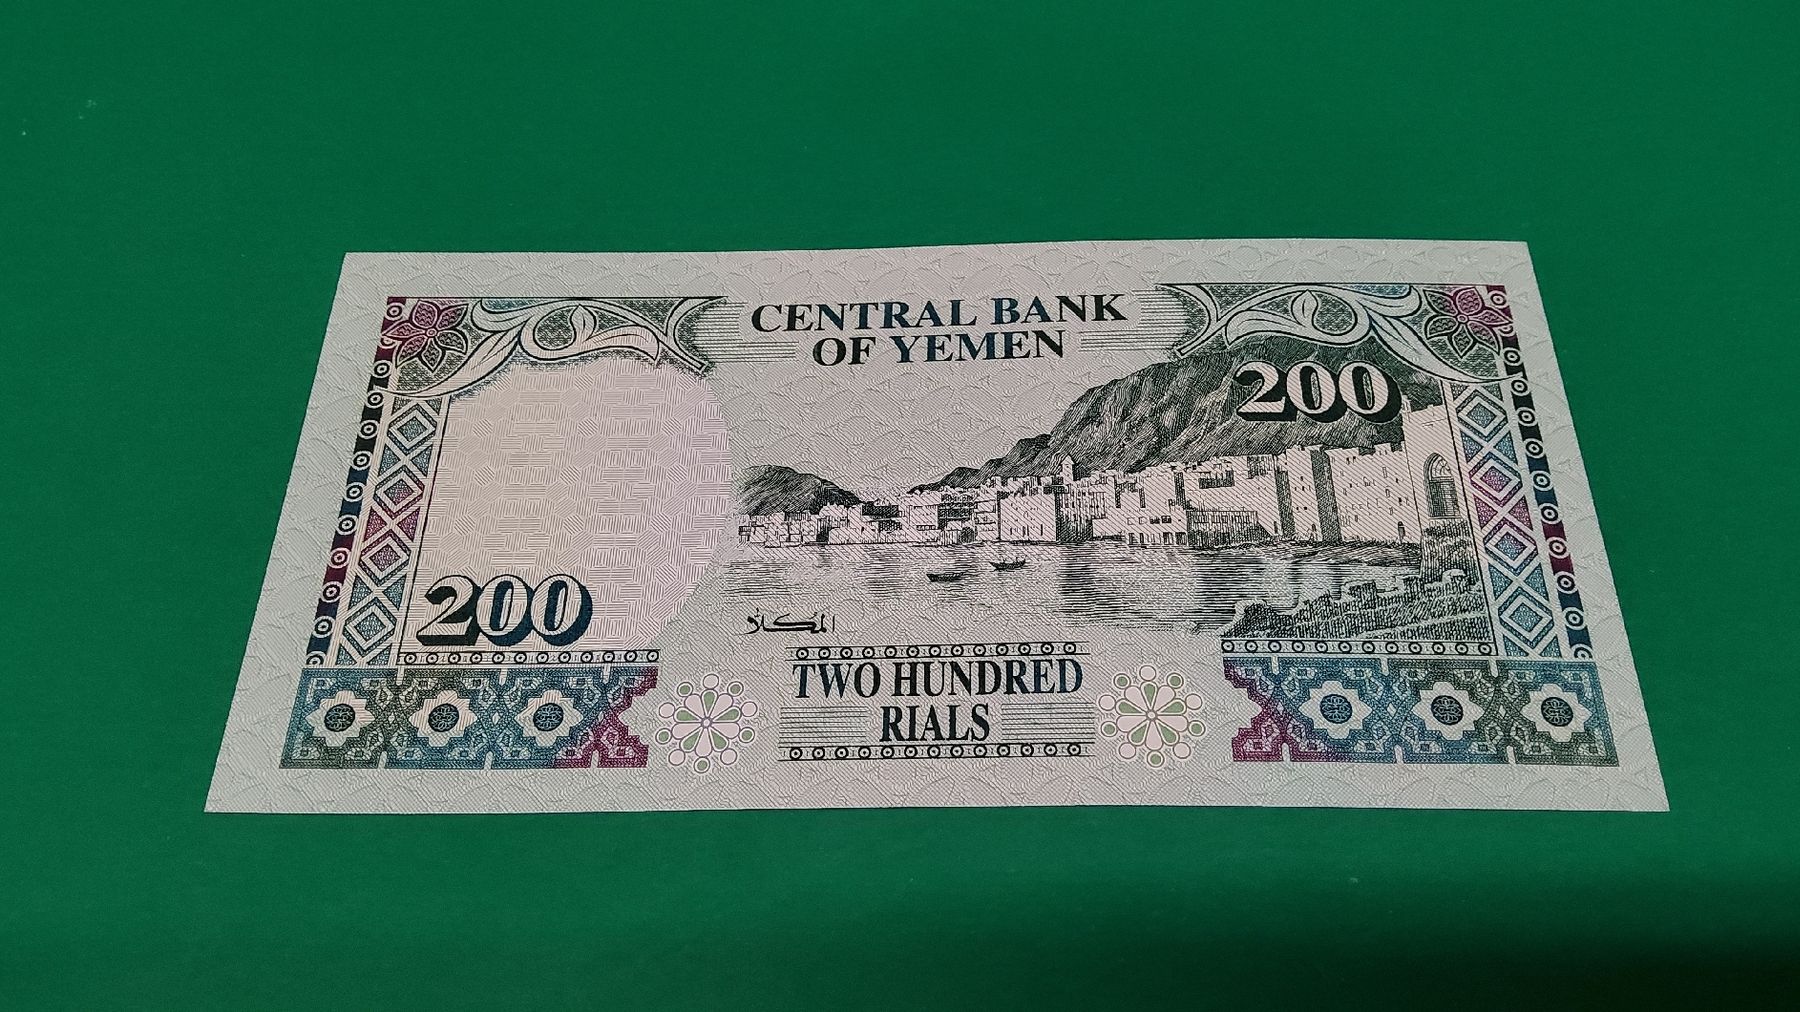 CENTRAL BANK
OF YEMEN
200
200
المكلا
TWO HUNDRED
RIALS